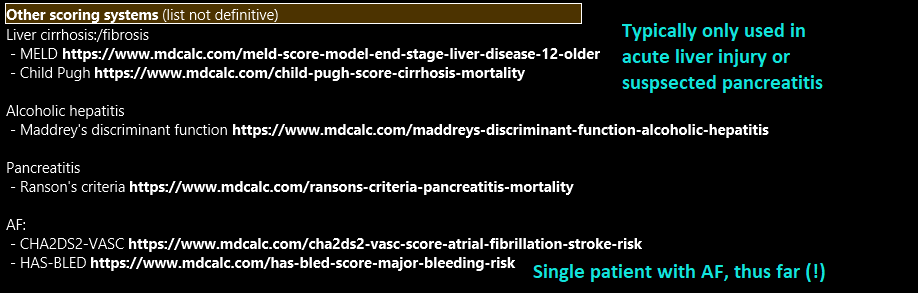 Other scoring systems (list not definitive)
Liver cirrhosis:/fibrosis
- MELD https://www.mdcalc.com/meld-score-model-end-stage-liver-disease-12-older
- Child Pugh https://www.mdcalc.com/child-pugh-score-cirrhosis-mortality
Typically only used in
acute liver injury or
suspsected pancreatitis
Alcoholic hepatitis
- Maddrey's discriminant function https://www.mdcalc.com/maddreys-discriminant-function-alcoholic-hepatitis
Pancreatitis
- Ranson's criteria https://www.mdcalc.com/ransons-criteria-pancreatitis-mortality
AF:
- CHA2DS2-VASC https://www.mdcalc.com/cha2ds2-vasc-score-atrial-fibrillation-stroke-risk
- HAS-BLED https://www.mdcalc.com/has-bled-score-major-bleeding-risk
Single patient with AF, thus far (!)